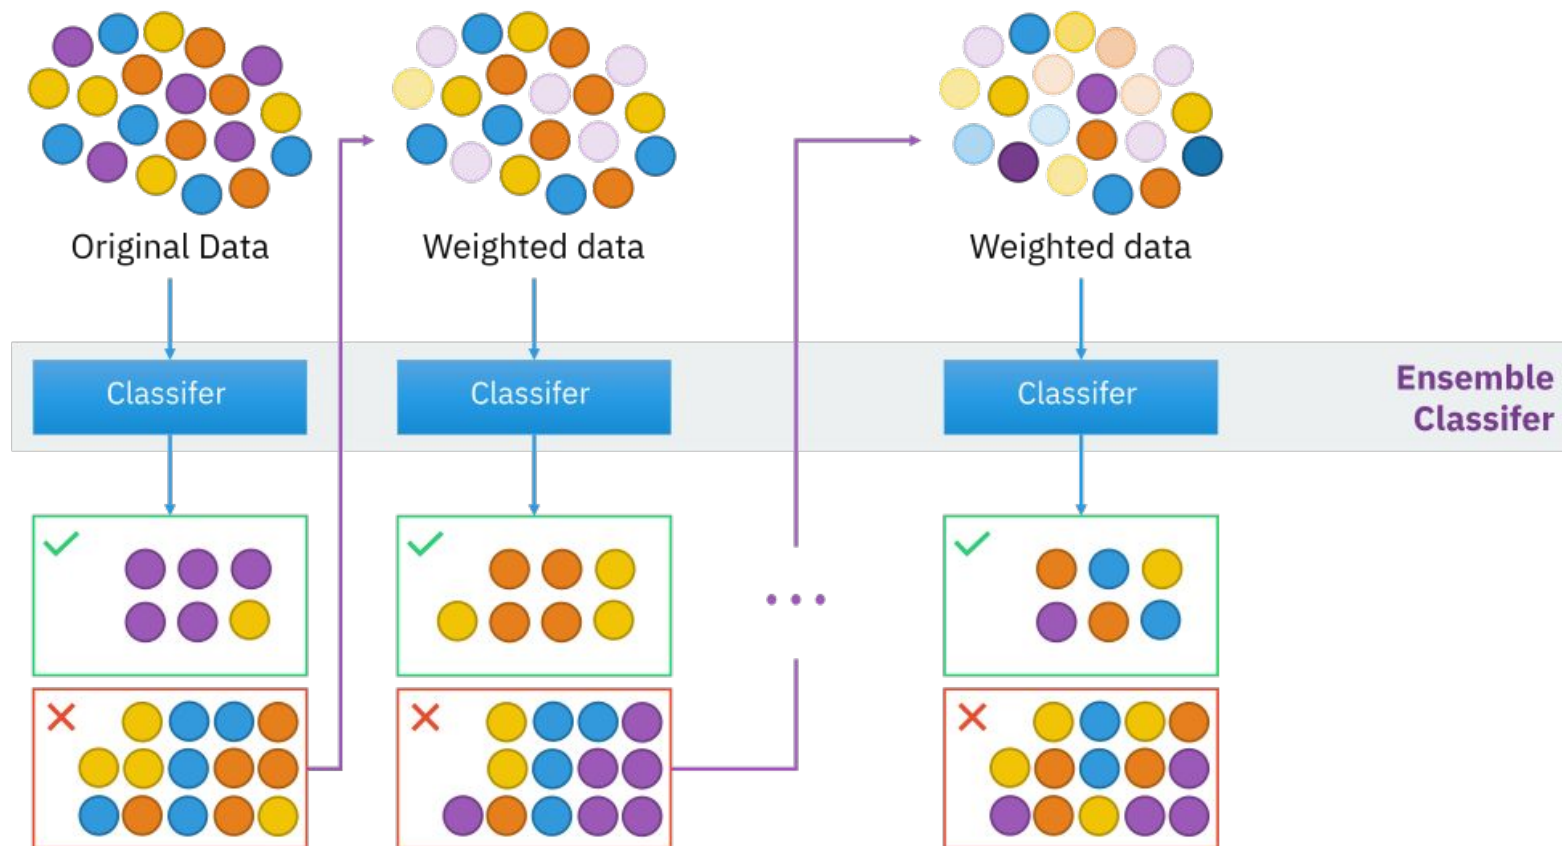 Original Data
Weighted data
Weighted data
Classifer
Classifer
Classifer
Ensemble
Classifer